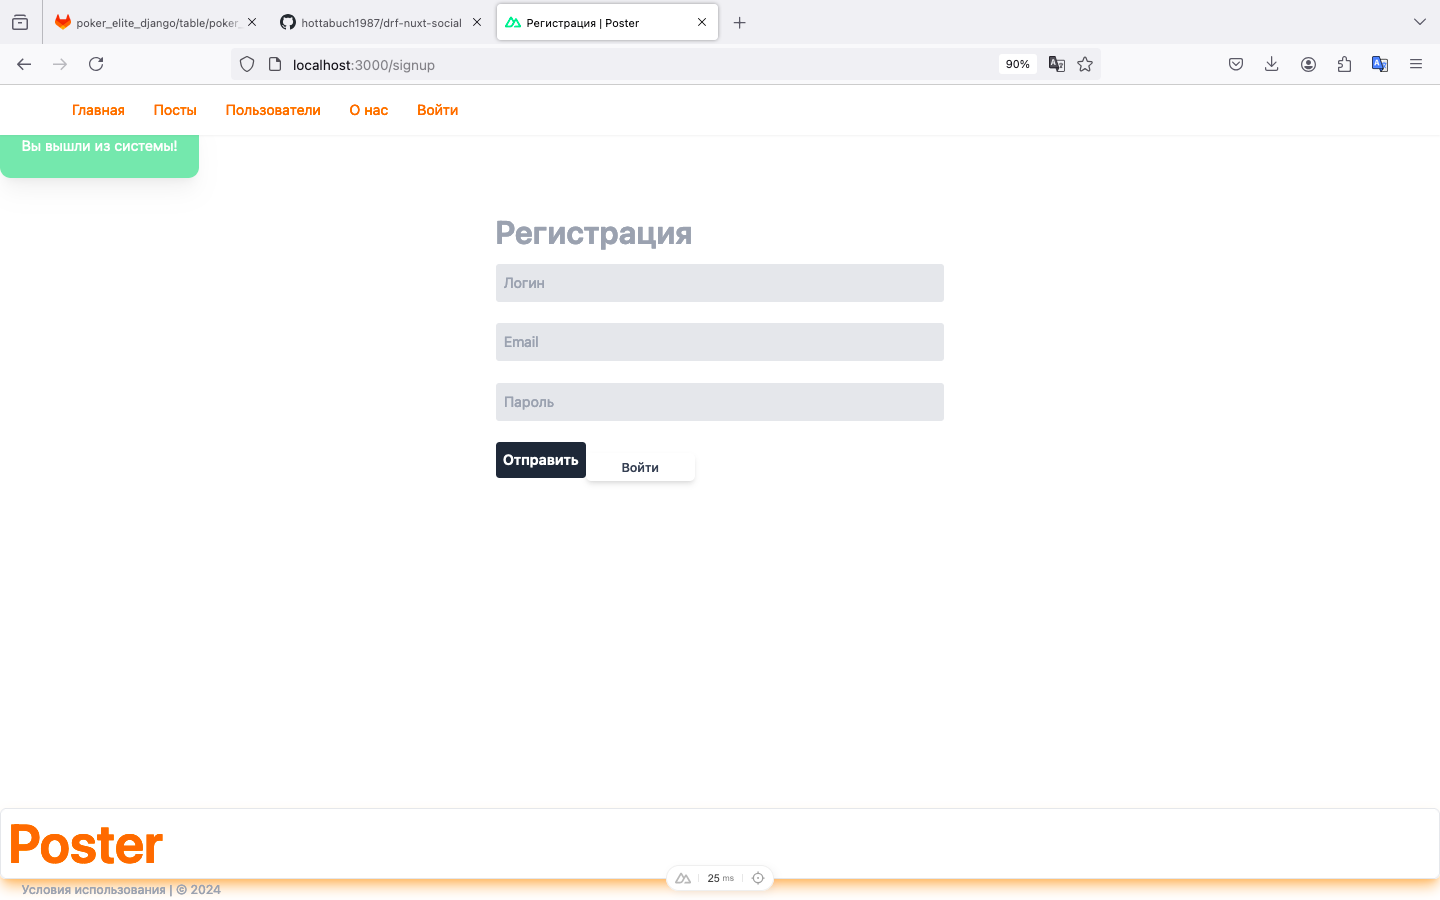 poker_elite_django/table/poker_
hottabuch1987/drf-nuxt-social
Регистрация | Poster
localhost:3000/signup
90%
Главная Посты Пользователи О нас Войти
Вы вышли из системы!
Регистрация
Логин
Email
Пароль
Отправить
Войти
Poster
25 ms
Условия использования | © 2024